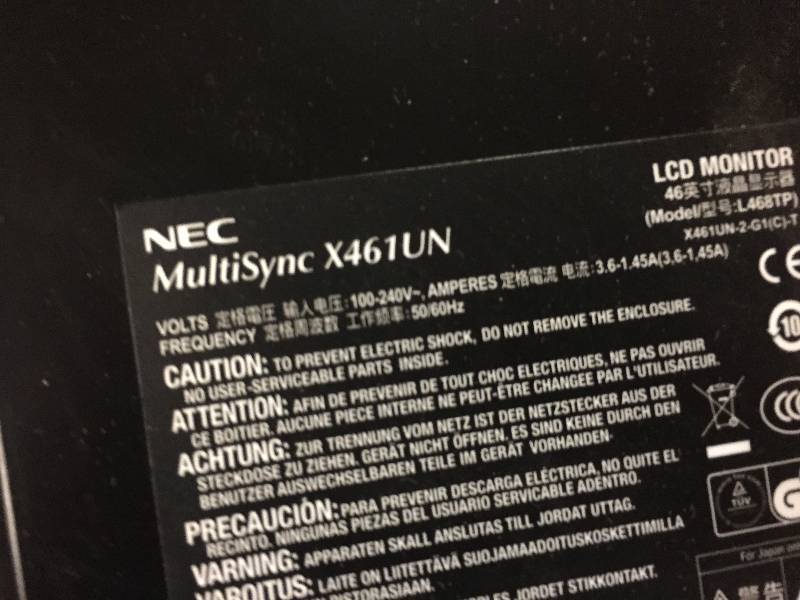 LCD MONITOR
46英寸液晶显示器
(Model/型号:L468TP)
X461UN-2-G1(C)-T
NEC
MultiSync X461UN
VOLTS 定格電圧 输入电压:100-240V~, AMPERES 定格電流 电流:3.6-1.45A(3.6-1.45A)
FREQUENCY 定格周波数 工作频率:50/60Hz
CAUTION: TO PREVENT ELECTRIC SHOCK, DO NOT REMOVE THE ENCLOSURE.
NO USER-SERVICEABLE PARTS INSIDE.
ATTENTION: AFIN DE PREVENIR DE TOUT CHOC ELECTRIQUES, NE PAS OUVRIR
CE BOITIER. AUCUNE PIECE INTERNE NE PEUT-ÊTRE CHANGEE PAR L'UTILISATEUR.
ACHTUNG: ZUR TRENNUNG VOM NETZ IST DER NETZSTECKER AUS DER
STECKDOSE ZU ZIEHEN. GERÄT NICHT ÖFFNEN. ES SIND KEINE DURCH DEN
BENUTZER AUSWECHSELBAREN TEILE IM GERÄT VORHANDEN.
PRECAUCIÓN: PARA PREVENIR DESCARGA ELÉCTRICA, NO QUITE EL
RECINTO. NINGUNAS PIEZAS DEL USUARIO SERVICABLE ADENTRO.
VARNING: APPARATEN SKALL ANSLUTAS TILL JORDAT UTTAG.
VAROITUS: LAITE ON LIITETTÄVÄ SUOJAMAADOITUSKOSKETTIMILLA
JORDET STIKKONTAKT.
CE
10
TÜV
G
For Japan
警告